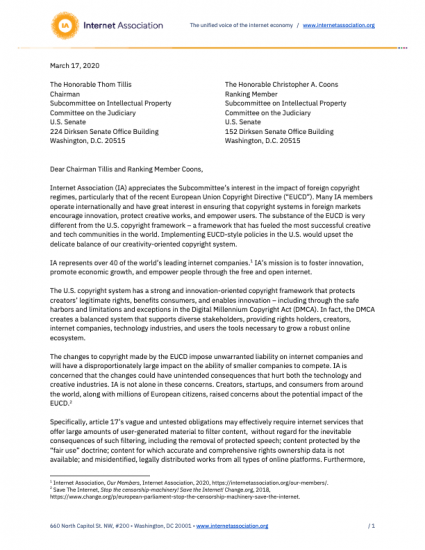 IA Internet Association
The unified voice of the internet economy / www.internetassociation.org
March 17, 2020
The Honorable Thom Tillis
Chairman
Subcommittee on Intellectual Property
Committee on the Judiciary
U.S. Senate
224 Dirksen Senate Office Building
Washington, D.C. 20515
The Honorable Christopher A. Coons
Ranking Member
Subcommittee on Intellectual Property
Committee on the Judiciary
U.S. Senate
152 Dirksen Senate Office Building
Washington, D.C. 20515
Dear Chairman Tillis and Ranking Member Coons,
Internet Association (IA) appreciates the Subcommittee's interest in the impact of foreign copyright
regimes, particularly that of the recent European Union Copyright Directive ("EUCD"). Many IA members
operate internationally and have great interest in ensuring that copyright systems in foreign markets
encourage innovation, protect creative works, and empower users. The substance of the EUCD is very
different from the U.S. copyright framework – a framework that has fueled the most successful creative
and tech communities in the world. Implementing EUCD-style policies in the U.S. would upset the
delicate balance of our creativity-oriented copyright system.
IA represents over 40 of the world's leading internet companies.1 IA's mission is to foster innovation,
promote economic growth, and empower people through the free and open internet.
The U.S. copyright system has a strong and innovation-oriented copyright framework that protects
creators' legitimate rights, benefits consumers, and enables innovation – including through the safe
harbors and limitations and exceptions in the Digital Millennium Copyright Act (DMCA). In fact, the DMCA
creates a balanced system that supports diverse stakeholders, providing rights holders, creators,
internet companies, technology industries, and users the tools necessary to grow a robust online
ecosystem.
The changes to copyright made by the EUCD impose unwarranted liability on internet companies and
will have a disproportionately large impact on the ability of smaller companies to compete. IA is
concerned that the changes could have unintended consequences that hurt both the technology and
creative industries. IA is not alone in these concerns. Creators, startups, and consumers from around
the world, along with millions of European citizens, raised concerns about the potential impact of the
EUCD.2
Specifically, article 17's vague and untested obligations may effectively require internet services that
offer large amounts of user-generated material to filter content, without regard for the inevitable
consequences of such filtering, including the removal of protected speech; content protected by the
"fair use" doctrine; content for which accurate and comprehensive rights ownership data is not
available; and misidentified, legally distributed works from all types of online platforms. Furthermore,
1 Internet Association, Our Members, Internet Association, 2020, https://internetassociation.org/our-members/.
2 Save The Internet, Stop the censorship-machinery! Save the Internet! Change.org, 2018,
https://www.change.org/p/european-parliament-stop-the-censorship-machinery-save-the-internet.
660 North Capitol St. NW, #200 • Washington, DC 20001 • www.internetassociation.org
/ 1